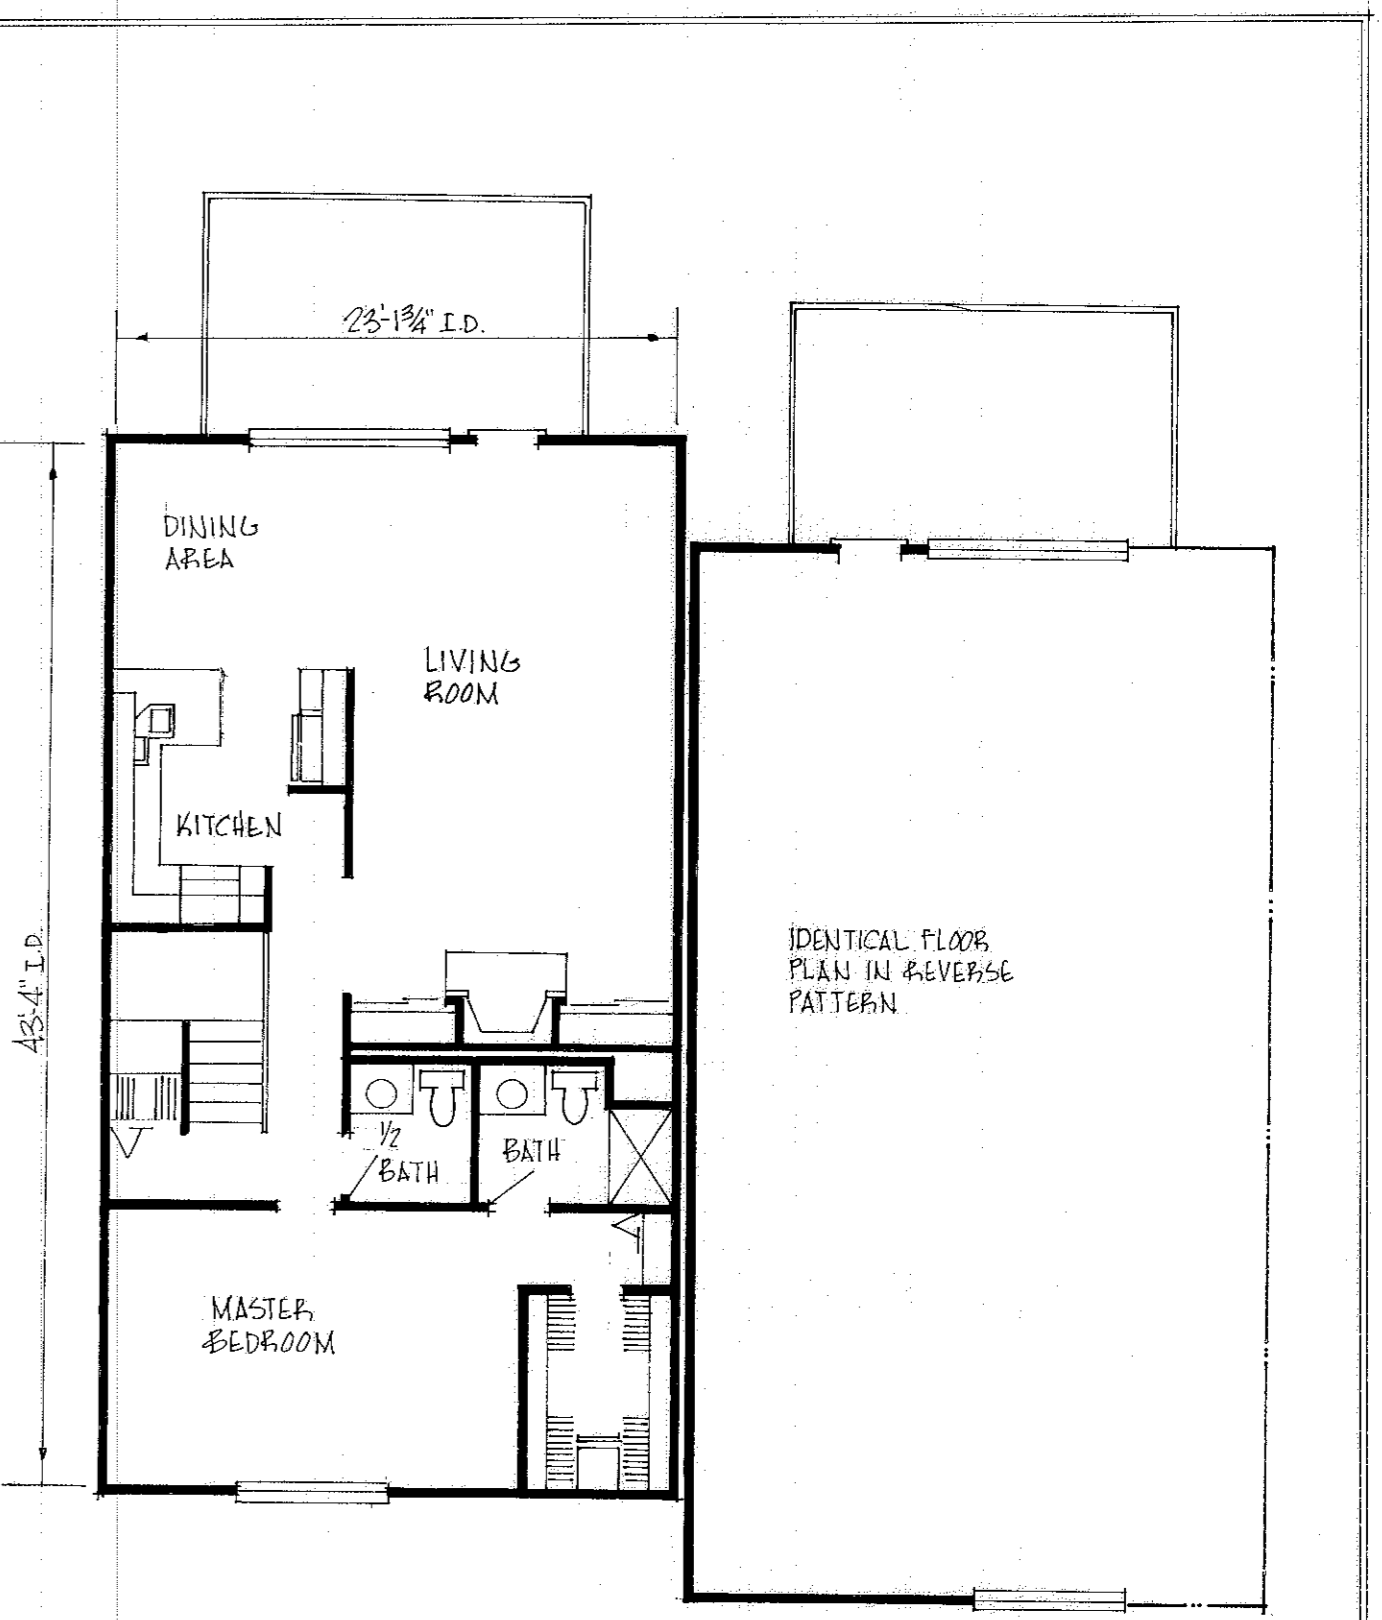 23'-1¾" I.D.
DINING
AREA
LIVING
ROOM
KITCHEN
43'-4" I.D.
IDENTICAL FLOOR
PLAN IN REVERSE
PATTERN
1/2
BATH
BATH
MASTER
BEDROOM